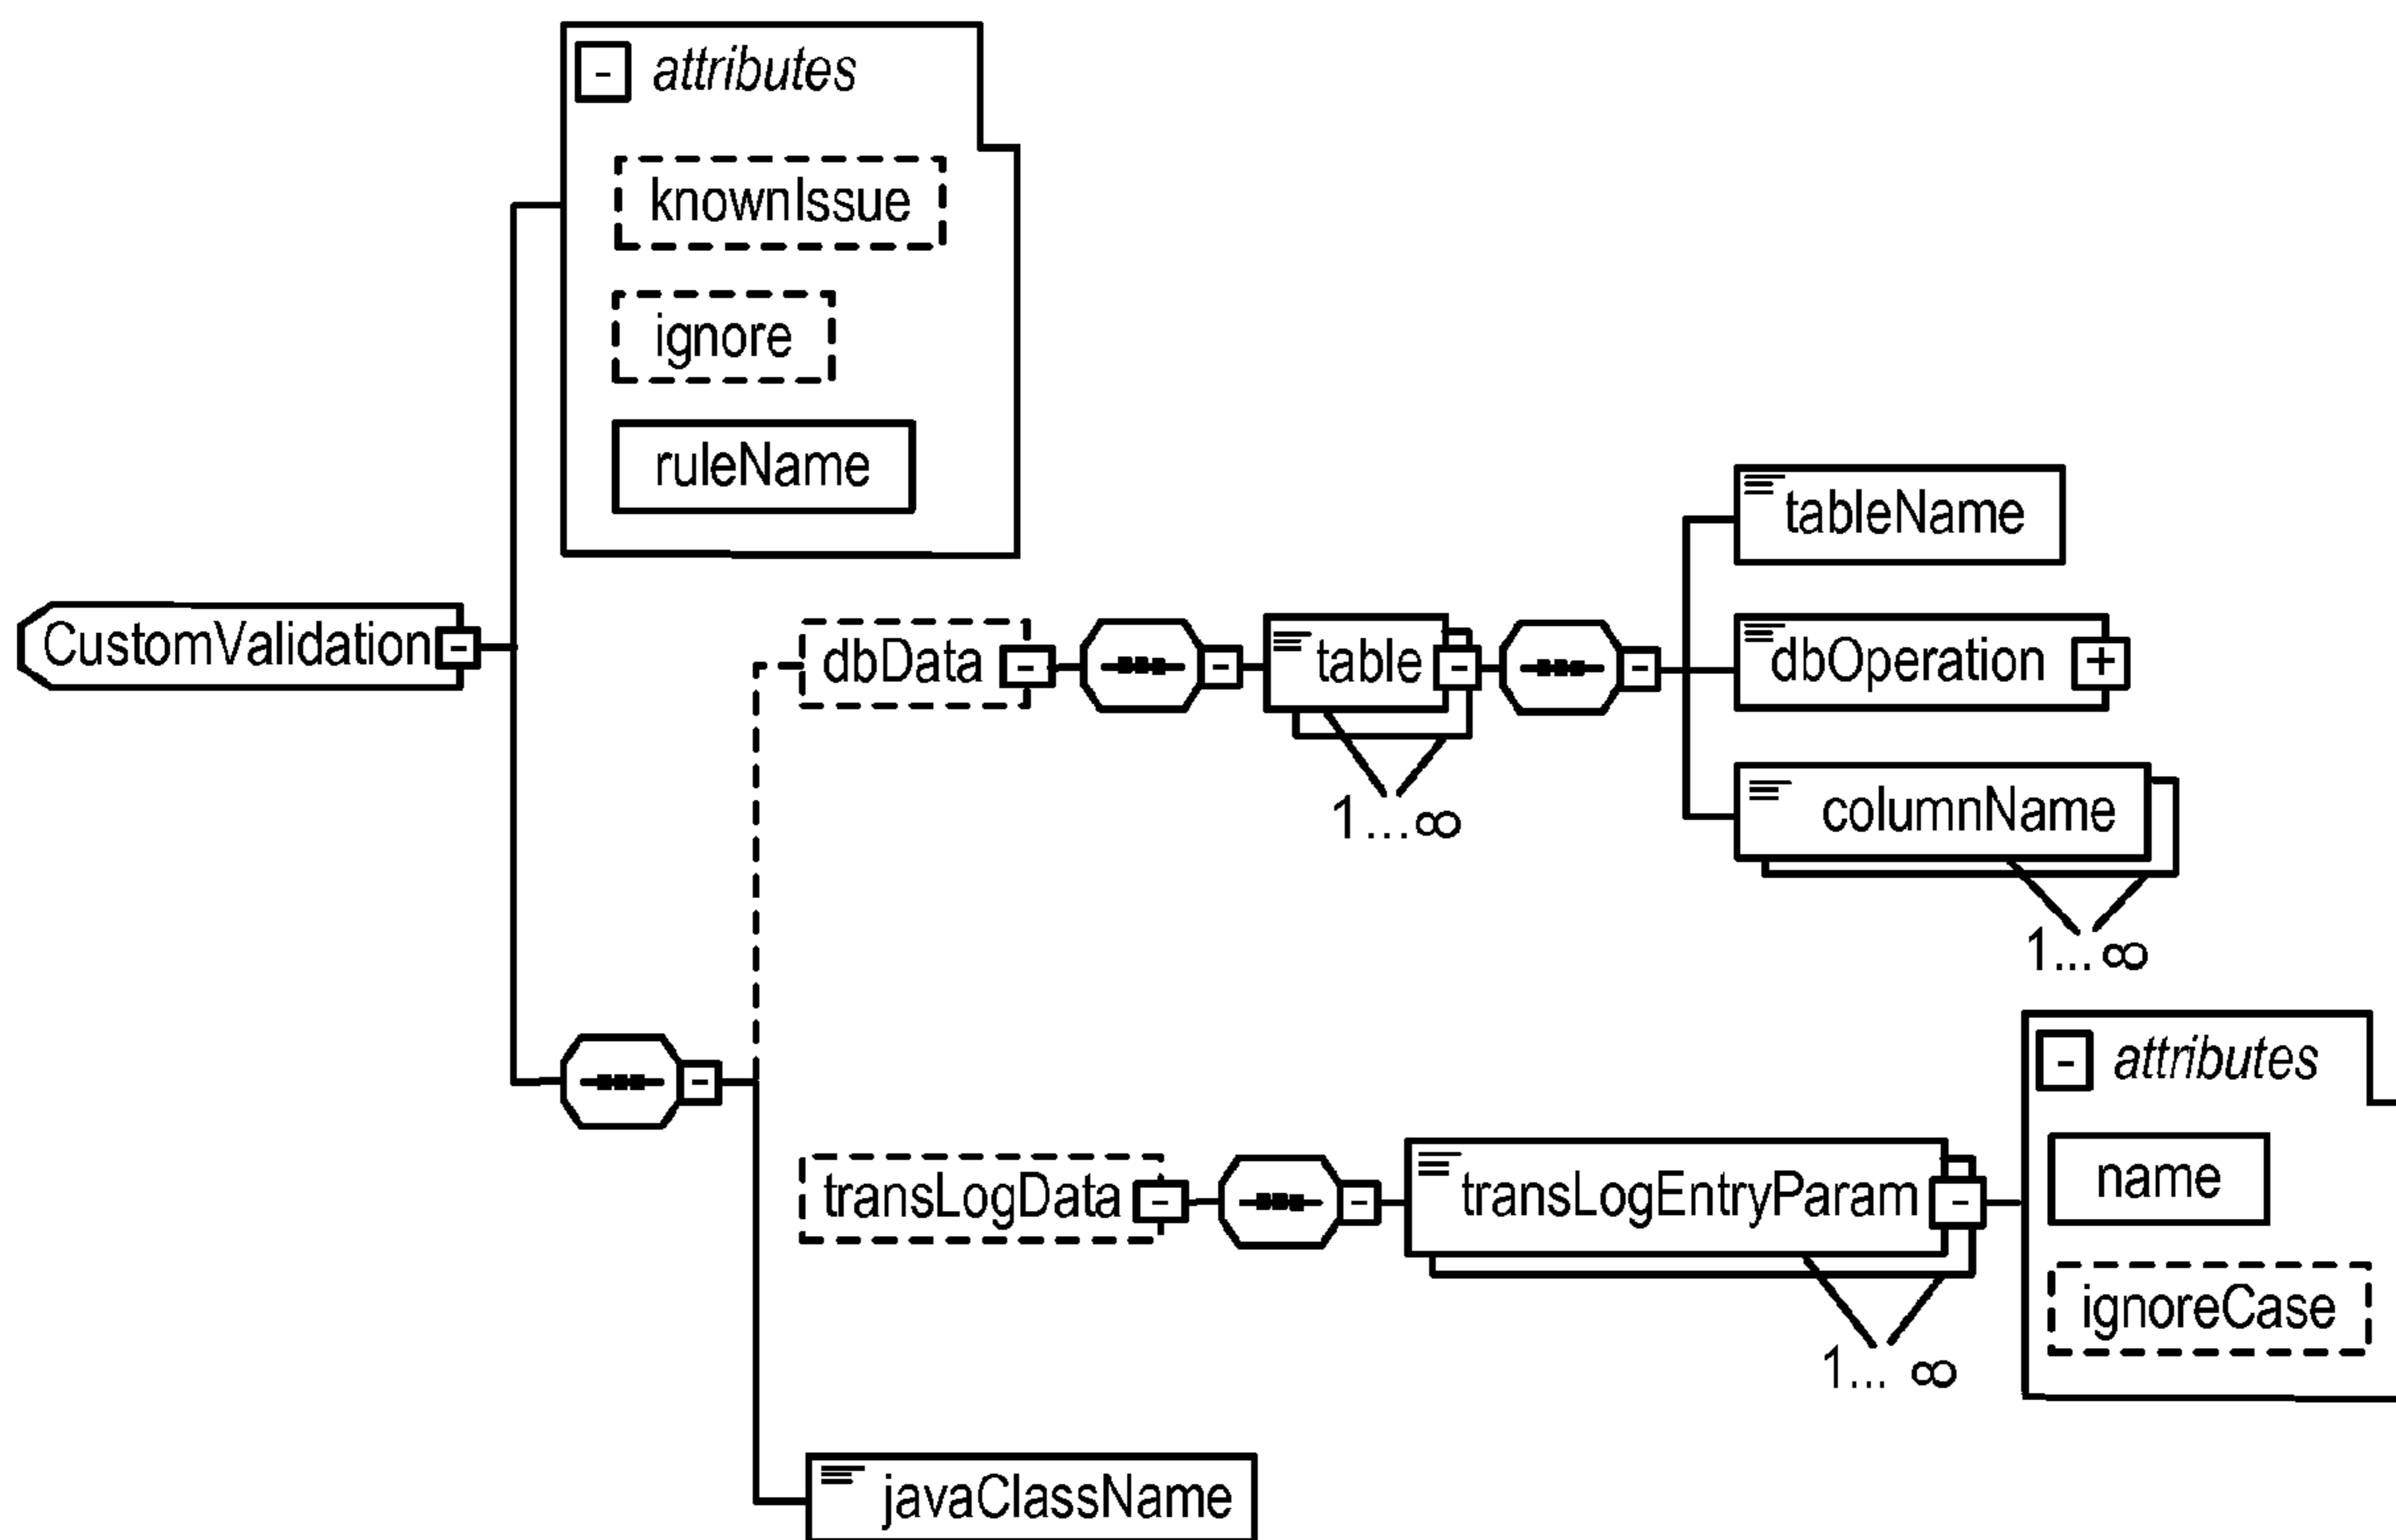 - attributes
knownIssue
ignore
ruleName
CustomValidation -
dbData -
-
table -
-
1...∞
tableName
dbOperation +
columnName
1...∞
-
transLogData -
-
transLogEntryParam -
1... ∞
- attributes
name
ignoreCase
javaClassName